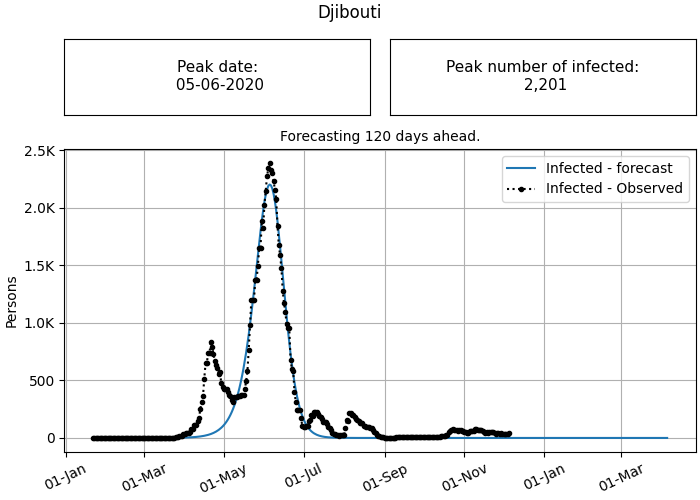 Djibouti
Peak date:
05-06-2020
Peak number of infected:
2,201
Forecasting 120 days ahead.
Infected - forecast
Infected - Observed
Persons
2.5K
2.0K
1.5K
1.0K
500
0
01-Jan
01-Mar
01-May
01-Jul
01-Sep
01-Nov
01-Jan
01-Mar